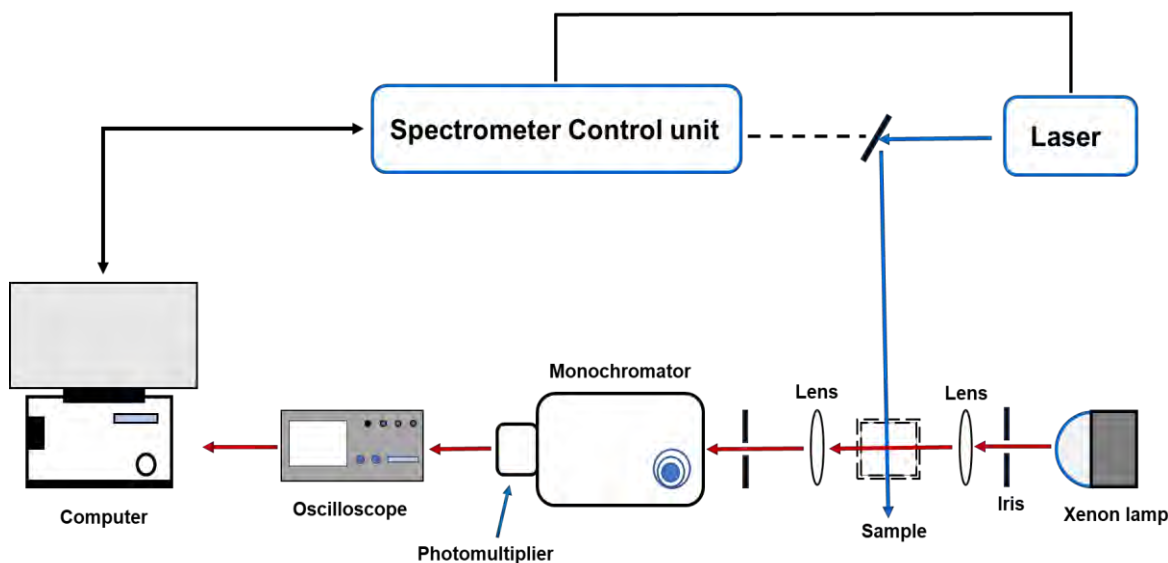 Spectrometer Control unit
Laser
Monochromator
Lens
Lens
Computer
Oscilloscope
Photomultiplier
Sample
Iris
Xenon lamp